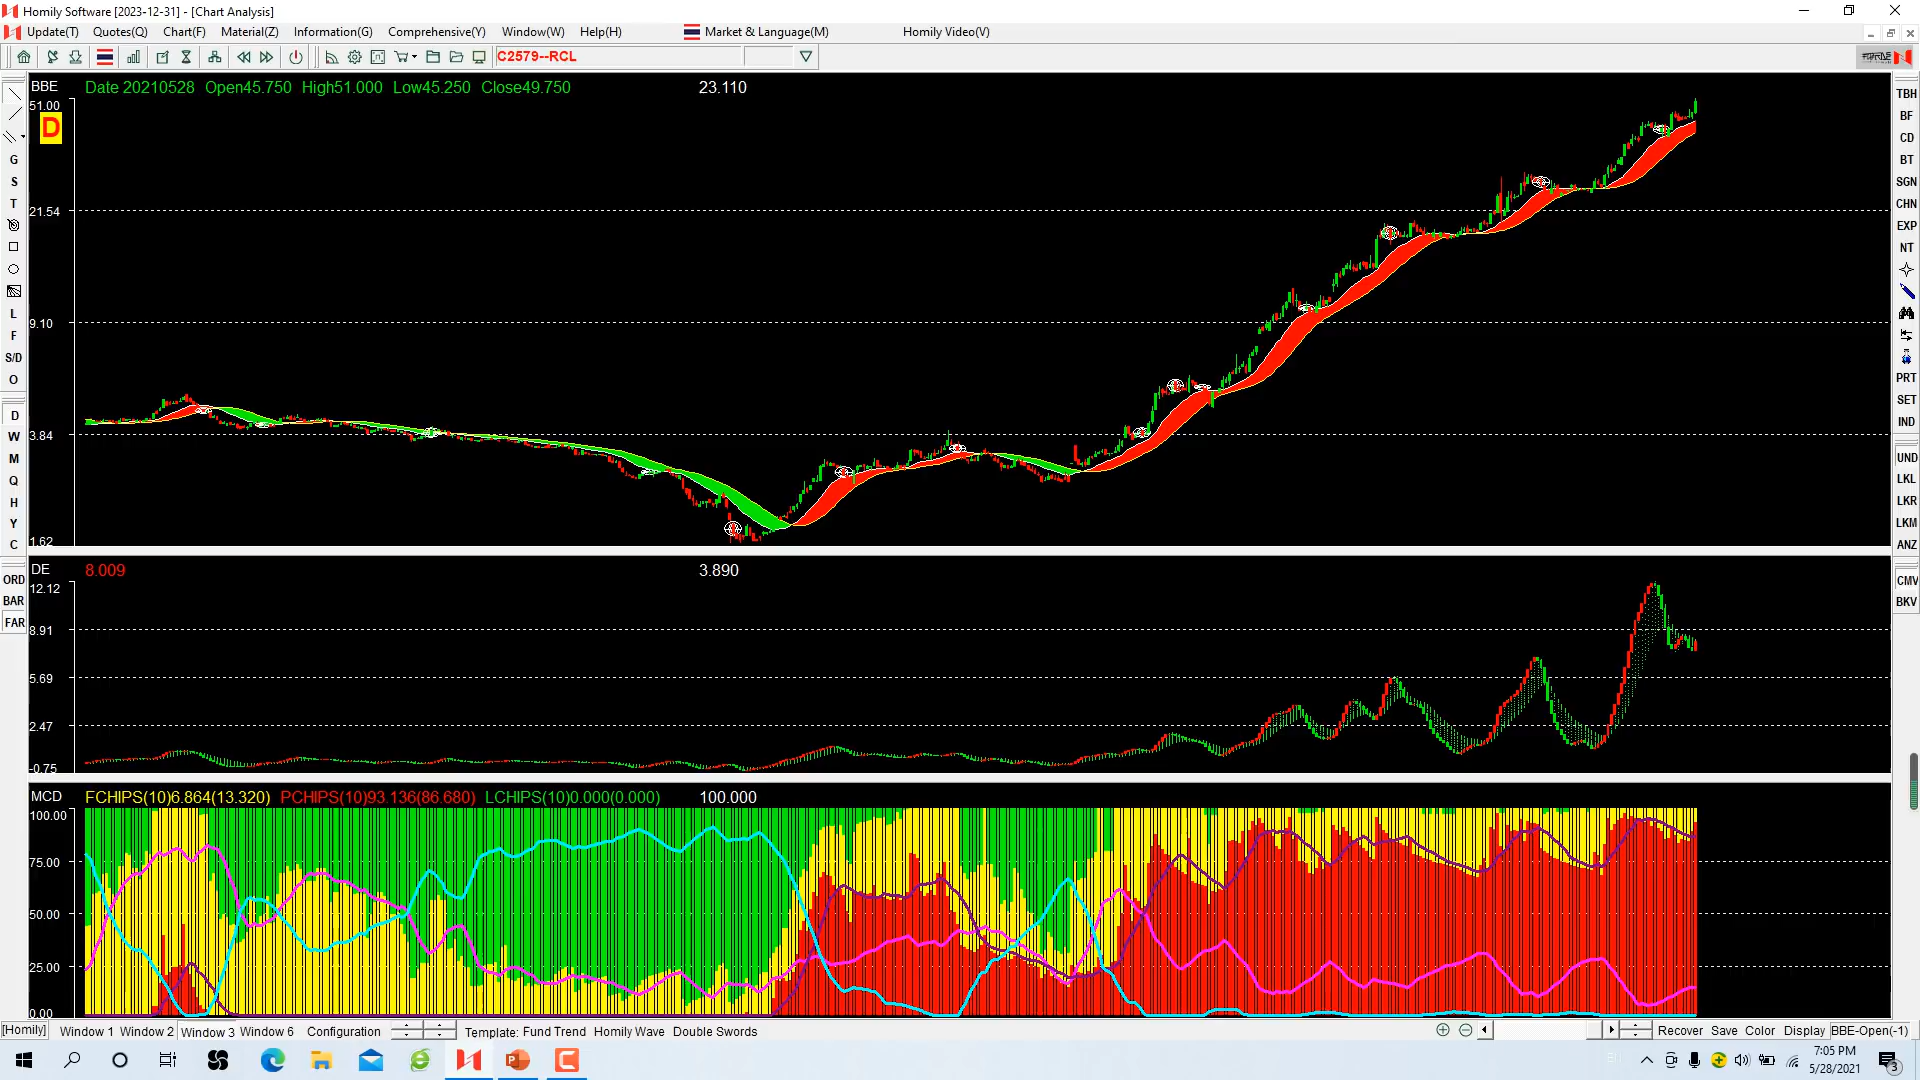 Homily Software [2023-12-31] - [Chart Analysis]
Update(T) Quotes(Q) Chart(F) Material(Z) Information(G) Comprehensive(Y) Window(W) Help(H) Market & Language(M) Homily Video(V)
C2579--RCL
BBE Date 20210528 Open45.750 High51.000 Low45.250 Close49.750 23.110
51.00
D
21.54
9.10
3.84
1.62
DE 8.009 3.890
12.12
8.91
5.69
2.47
-0.75
MCD FCHIPS(10)6.864(13.320) PCHIPS(10)93.136(86.680) LCHIPS(10)0.000(0.000) 100.000
100.00
75.00
50.00
25.00
0.00
G
S
T
L
F
S/D
O
D
W
M
Q
H
Y
C
ORD
BAR
FAR
TBH
BF
CD
BT
SGN
CHN
EXP
NT
PRT
SET
IND
UND
LKL
LKR
LKM
ANZ
CMV
BKV
[Homily] Window 1 Window 2 Window 3 Window 6 Configuration Template: Fund Trend Homily Wave Double Swords Recover Save Color Display BBE-Open(-1)
7:05 PM
5/28/2021
3